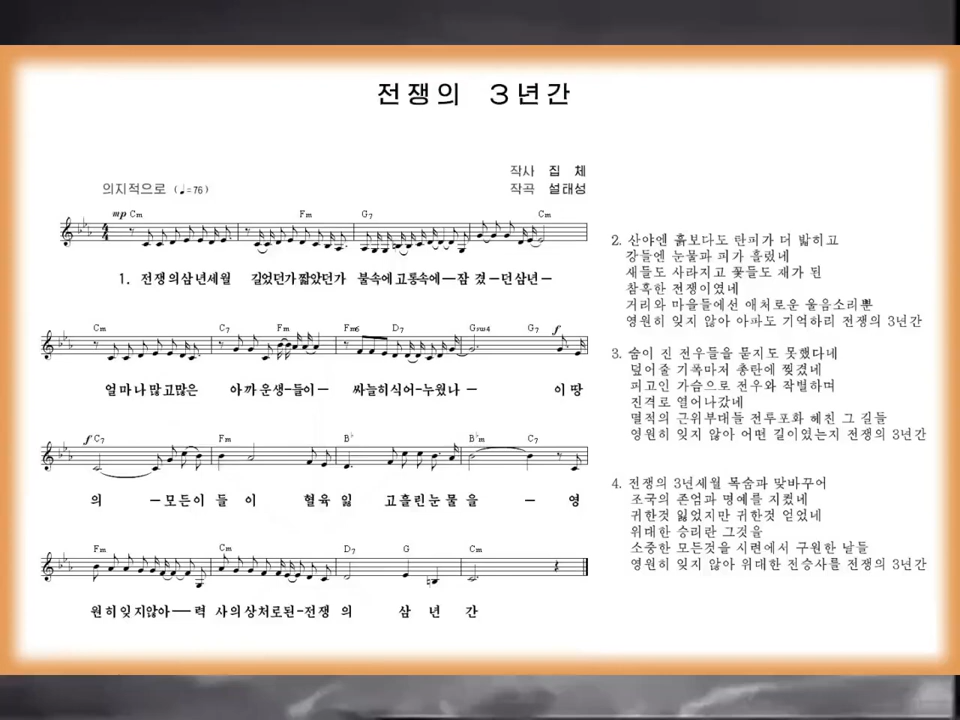 전쟁의 3년간
작사 집 체
의지적으로 (♩=76)
작곡 설태성
mp Cm Fm G7 Cm
1. 전쟁의삼년세월 길었던가짧았던가 불속에고통속에–잠겼–던삼년–
Cm C7 Fm Fm6 D7 Gsus4 G7 f
얼마나많고많은 아까운생–들이– 싸늘히식어–누웠나– 이땅
f C7 Fm B♭ B♭m C7
의 –모든이들이 혈육잃고흘린눈물을 – 영
Fm Cm D7 G Cm
원히잊지않아–력사의상처로된–전쟁의 삼년간
2. 산야엔 흙보다도 탄피가 더 밟히고
강들엔 눈물과 피가 흘렀네
새들도 사라지고 꽃들도 재가 된
참혹한 전쟁이였네
거리와 마을들에선 애처로운 울음소리뿐
영원히 잊지 않아 아파도 기억하리 전쟁의 3년간
3. 숨이 진 전우들을 묻지도 못했다네
덮어줄 기폭마저 총탄에 찢겼네
피고인 가슴으로 전우와 작별하며
진격로 열어나갔네
멸적의 근위부대들 전루포화 헤친 그 길들
영원히 잊지 않아 어떤 길이였는지 전쟁의 3년간
4. 전쟁의 3년세월 목숨과 맞바꾸어
조국의 존엄과 명예를 지켰네
귀한것 잃었지만 귀한것 얻었네
위대한 승리란 그것을
소중한 모든것을 시련에서 구원한 날들
영원히 잊지 않아 위대한 전승사를 전쟁의 3년간